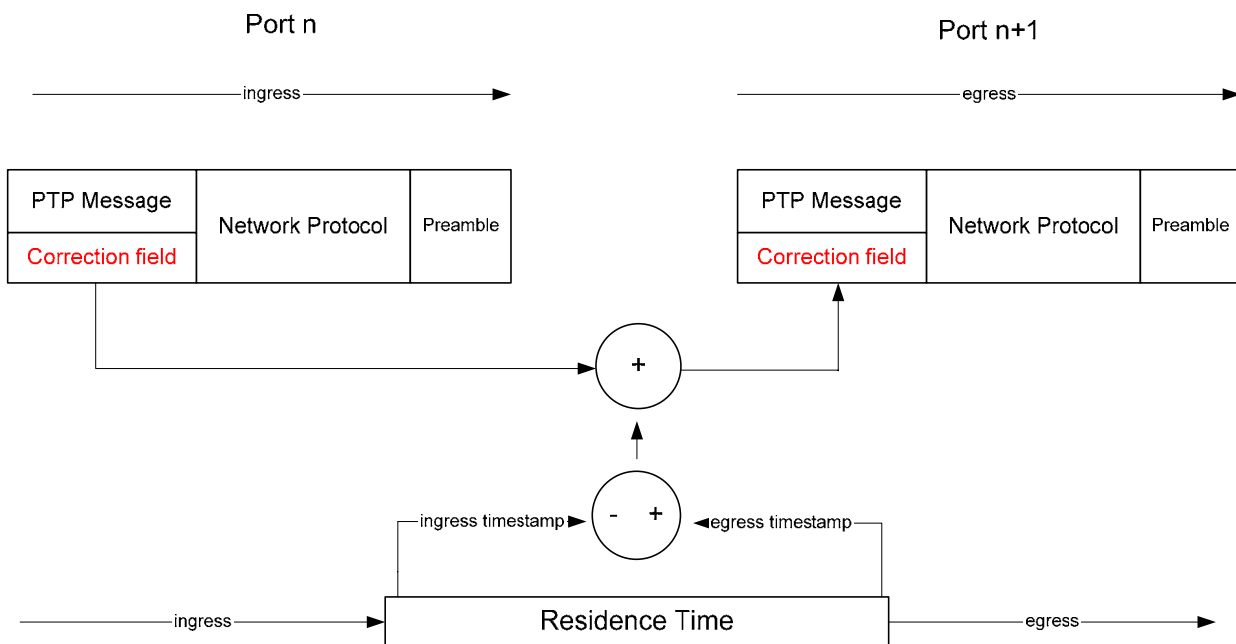 Port n
Port n+1
ingress
egress
PTP Message
Correction field
Network Protocol
Preamble
PTP Message
Correction field
Network Protocol
Preamble
+
- +
ingress timestamp
egress timestamp
ingress
Residence Time
egress